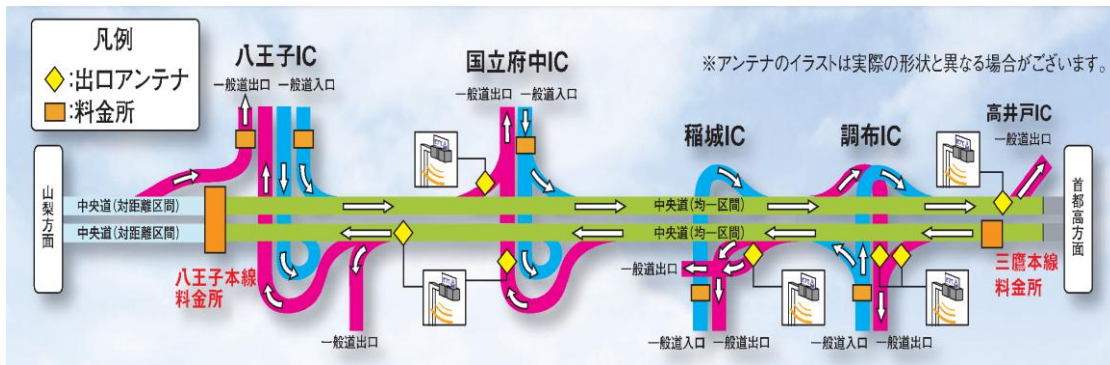 凡例
:出口アンテナ
:料金所
八王子IC
一般道出口 一般道入口
国立府中IC
一般道出口 一般道入口
※アンテナのイラストは実際の形状と異なる場合がございます。
高井戸IC
一般道出口
稲城IC
調布IC
山梨方面
中央道(対距離区間)
中央道(均一区間)
中央道(対距離区間)
中央道(均一区間)
首都高方面
八王子本線
料金所
三鷹本線
料金所
一般道出口
一般道出口
一般道入口 一般道出口
一般道入口 一般道出口